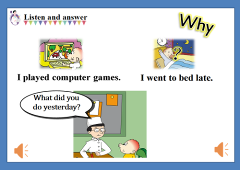 Listen and answer
Why
I played computer games.
I went to bed late.
What did you
do yesterday?